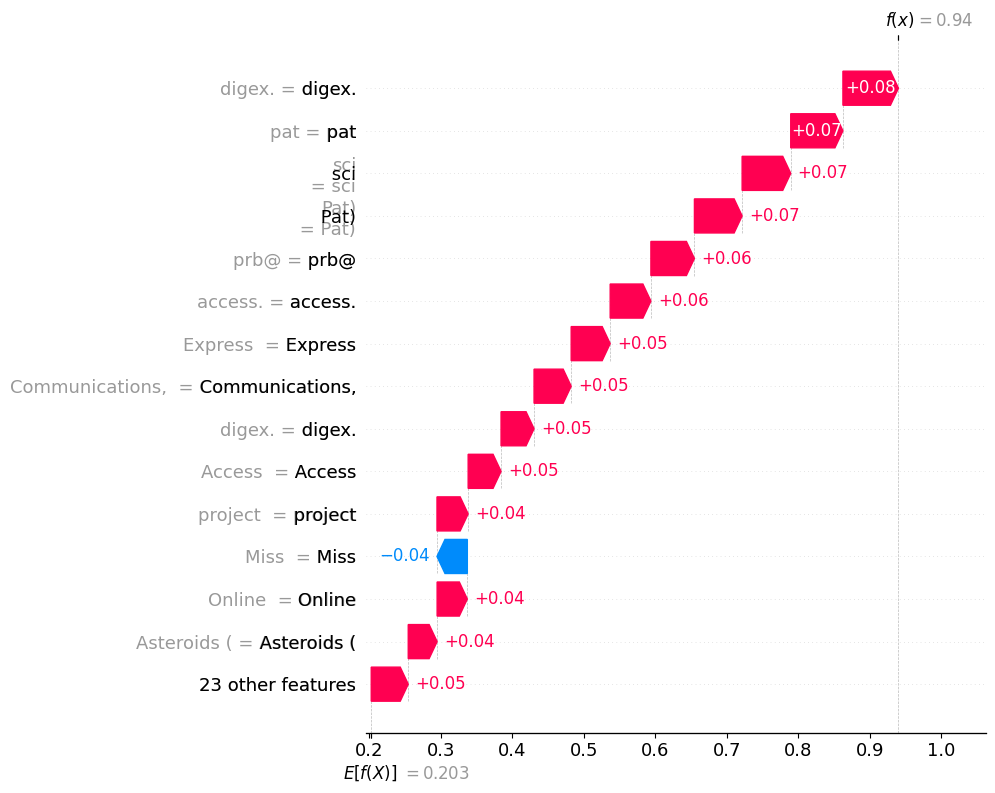 f(x) = 0.94
digex. = digex. +0.08
pat = pat +0.07
sci
= sci
sci +0.07
Pat)
= Pat)
Pat) +0.07
prb@ = prb@ +0.06
access. = access. +0.06
Express = Express +0.05
Communications, = Communications, +0.05
digex. = digex. +0.05
Access = Access +0.05
project = project +0.04
Miss = Miss −0.04
Online = Online +0.04
Asteroids ( = Asteroids ( +0.04
23 other features +0.05
0.2 0.3 0.4 0.5 0.6 0.7 0.8 0.9 1.0
E[f(X)] = 0.203